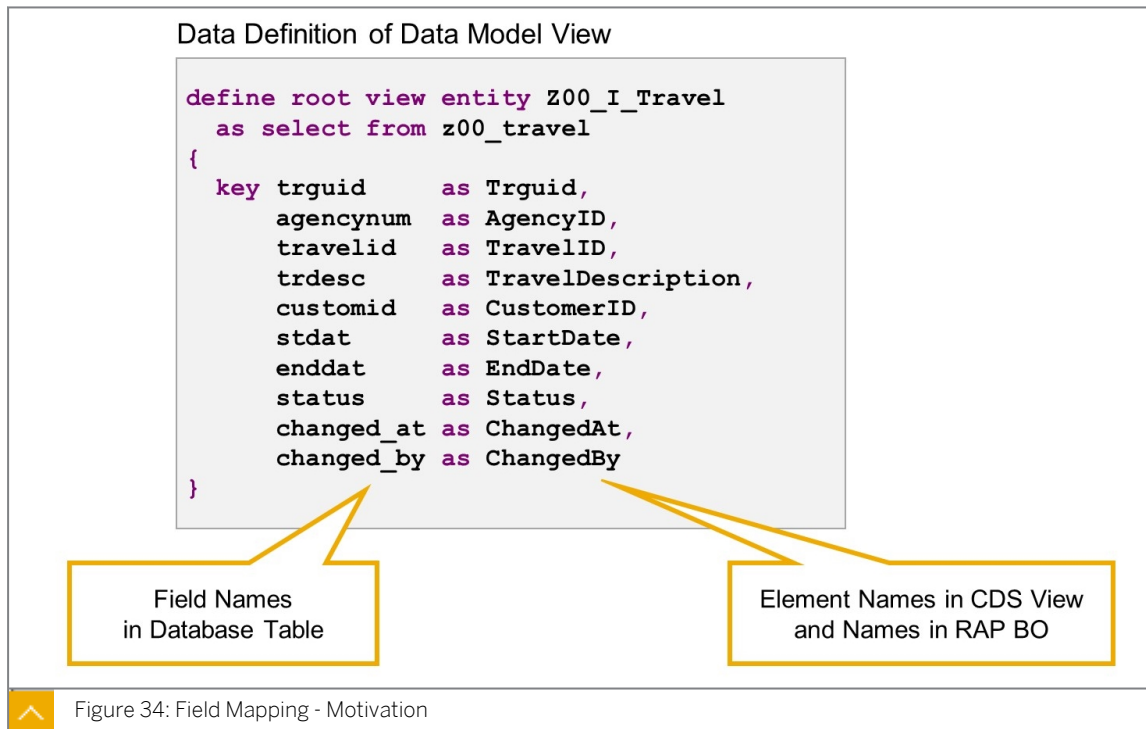 Data Definition of Data Model View
define root view entity Z00_I_Travel
as select from z00_travel
{
key trguid as Trguid,
agencynum as AgencyID,
travelid as TravelID,
trdesc as TravelDescription,
customid as CustomerID,
stdat as StartDate,
enddat as EndDate,
status as Status,
changed_at as ChangedAt,
changed_by as ChangedBy
}
Field Names
in Database Table
Element Names in CDS View
and Names in RAP BO
Figure 34: Field Mapping - Motivation